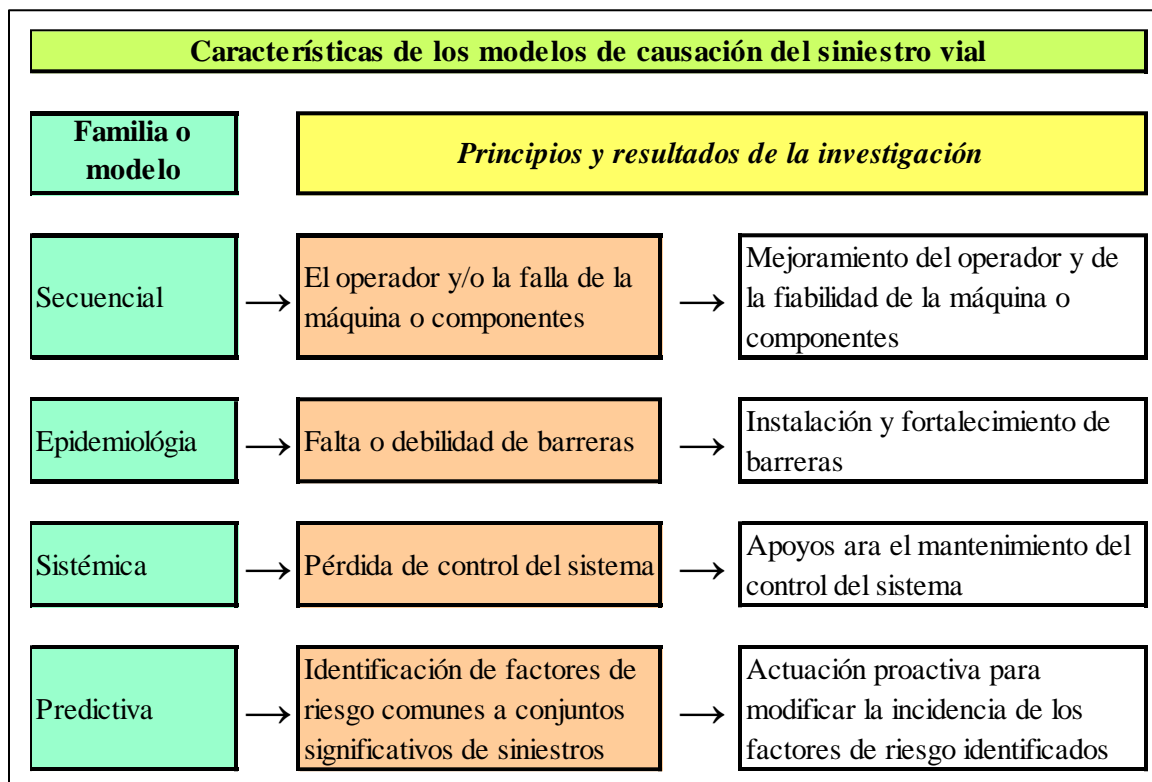 Características de los modelos de causación del siniestro vial
Familia o
modelo
Principios y resultados de la investigación
Secuencial
El operador y/o la falla de la
máquina o componentes
Mejoramiento del operador y de
la fiabilidad de la máquina o
componentes
Epidemiológia
Falta o debilidad de barreras
Instalación y fortalecimiento de
barreras
Sistémica
Pérdida de control del sistema
Apoyos ara el mantenimiento del
control del sistema
Predictiva
Identificación de factores de
riesgo comunes a conjuntos
significativos de siniestros
Actuación proactiva para
modificar la incidencia de los
factores de riesgo identificados